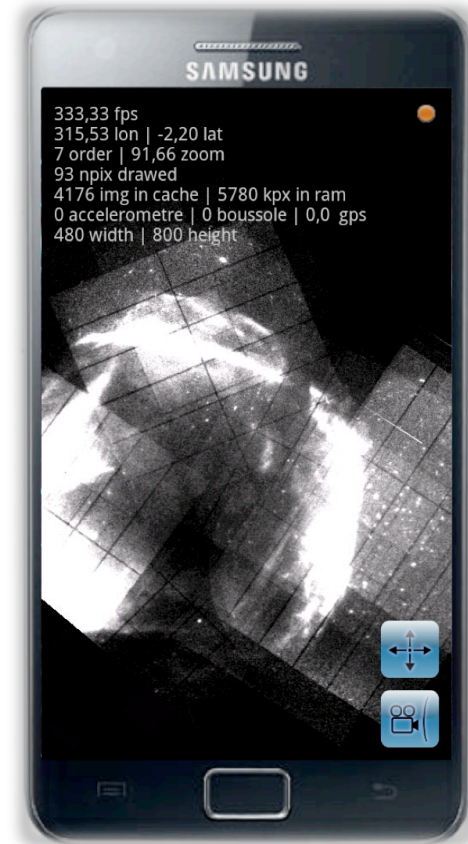 SAMSUNG
333,33 fps
315,53 lon | -2,20 lat
7 order | 91,66 zoom
93 npix drawed
4176 img in cache | 5780 kpx in ram
0 accelerometre | 0 boussole | 0,0  gps
480 width | 800 height